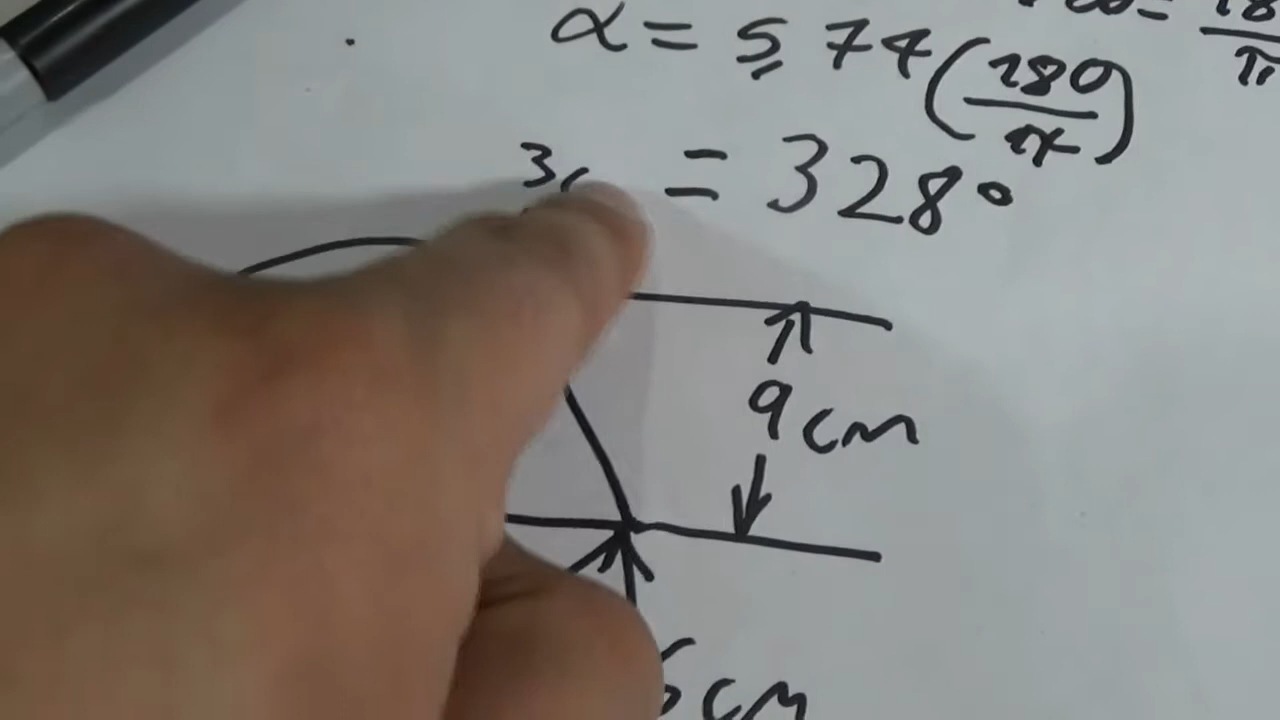 α = 5 74 (180/π)
= 328°
9cm
cm